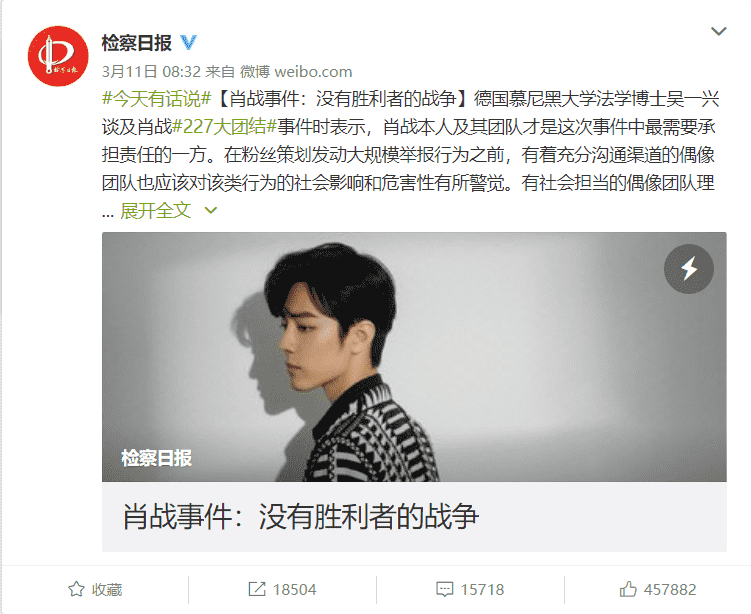 检察日报
3月11日 08:32 来自 微博 weibo.com
#今天有话说#【肖战事件：没有胜利者的战争】德国慕尼黑大学法学博士吴一兴
谈及肖战#227大团结#事件时表示，肖战本人及其团队才是这次事件中最需要承
担责任的一方。在粉丝策划发动大规模举报行为之前，有着充分沟通渠道的偶像
团队也应该对该类行为的社会影响和危害性有所警觉。有社会担当的偶像团队理
... 展开全文
检察日报
肖战事件：没有胜利者的战争
收藏 18504 15718 457882